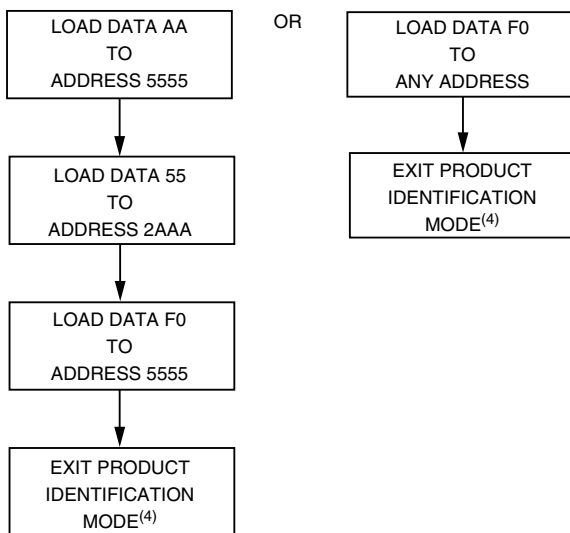 LOAD DATA AA
TO
ADDRESS 5555
LOAD DATA 55
TO
ADDRESS 2AAA
LOAD DATA F0
TO
ADDRESS 5555
EXIT PRODUCT
IDENTIFICATION
MODE(4)
OR
LOAD DATA F0
TO
ANY ADDRESS
EXIT PRODUCT
IDENTIFICATION
MODE(4)